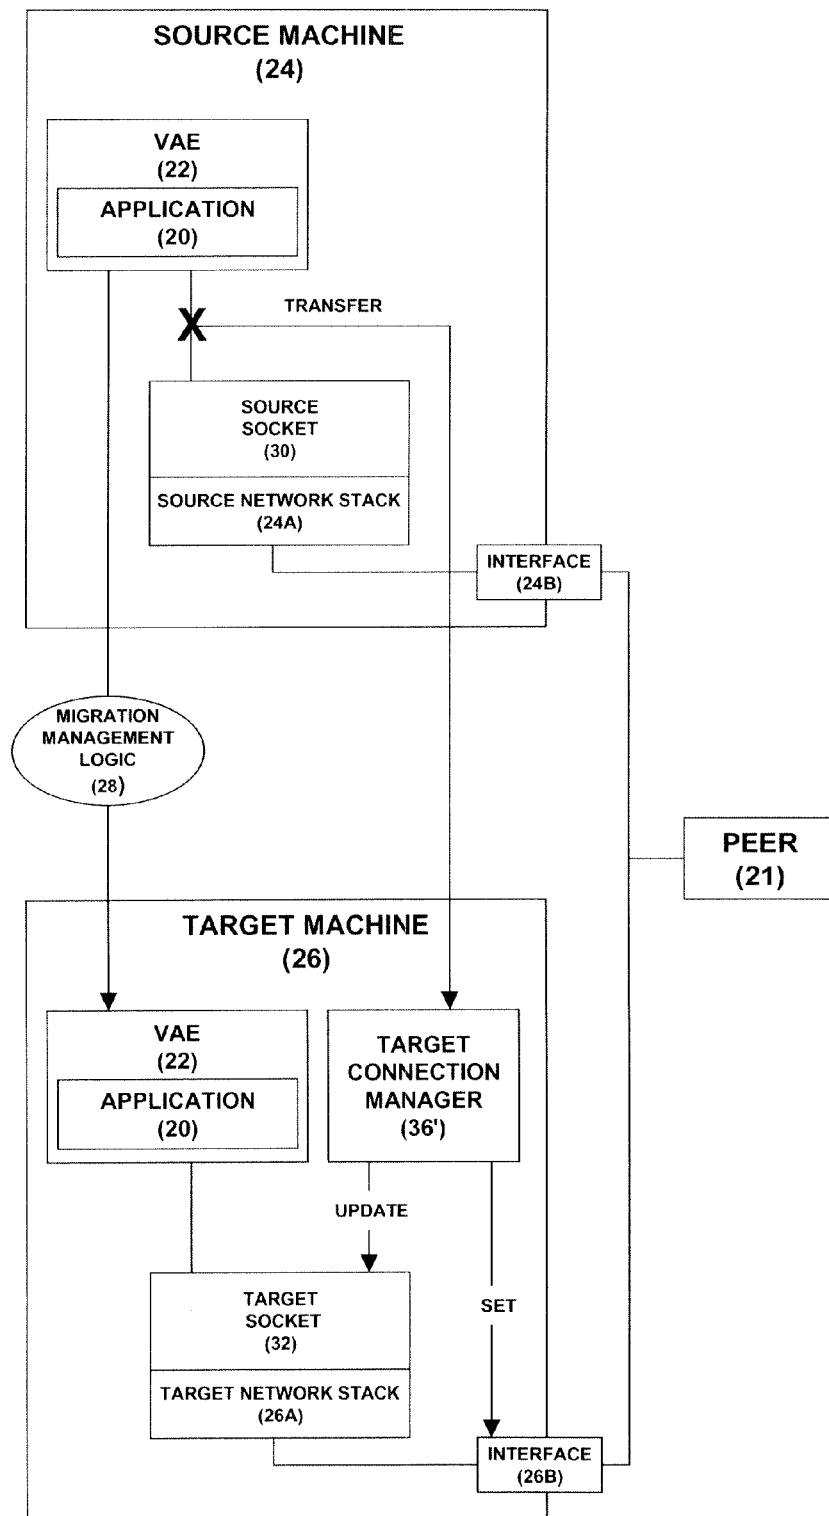 SOURCE MACHINE
(24)
VAE
(22)
APPLICATION
(20)
X
TRANSFER
SOURCE
SOCKET
(30)
SOURCE NETWORK STACK
(24A)
INTERFACE
(24B)
MIGRATION
MANAGEMENT
LOGIC
(28)
PEER
(21)
TARGET MACHINE
(26)
VAE
(22)
APPLICATION
(20)
TARGET
CONNECTION
MANAGER
(36')
UPDATE
SET
TARGET
SOCKET
(32)
TARGET NETWORK STACK
(26A)
INTERFACE
(26B)